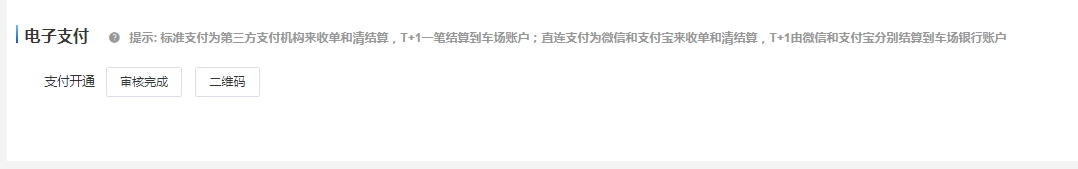 电子支付 提示: 标准支付为第三方支付机构来收单和清结算，T+1一笔结算到车场账户；直连支付为微信和支付宝来收单和清结算，T+1由微信和支付宝分别结算到车场银行账户
支付开通 审核完成 二维码